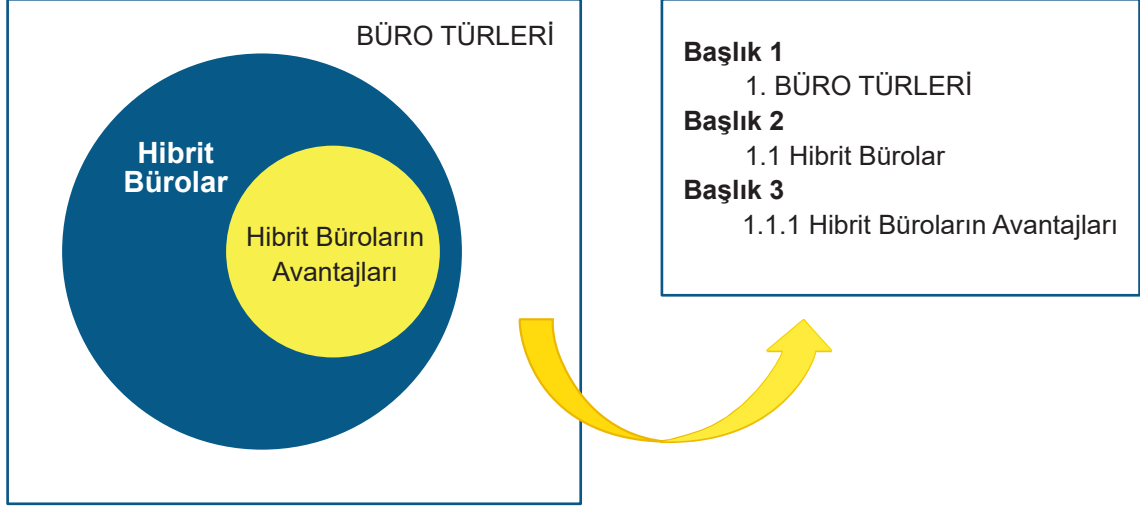 BÜRO TÜRLERİ
Hibrit
Bürolar
Hibrit Büroların
Avantajları
Başlık 1
1. BÜRO TÜRLERİ
Başlık 2
1.1 Hibrit Bürolar
Başlık 3
1.1.1 Hibrit Büroların Avantajları